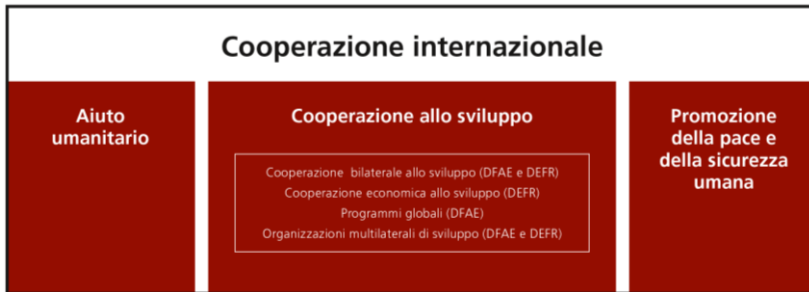 Cooperazione internazionale
Aiuto
umanitario
Cooperazione allo sviluppo
Cooperazione bilaterale allo sviluppo (DFAE e DEFR)
Cooperazione economica allo sviluppo (DEFR)
Programmi globali (DFAE)
Organizzazioni multilaterali di sviluppo (DFAE e DEFR)
Promozione
della pace e
della sicurezza
umana